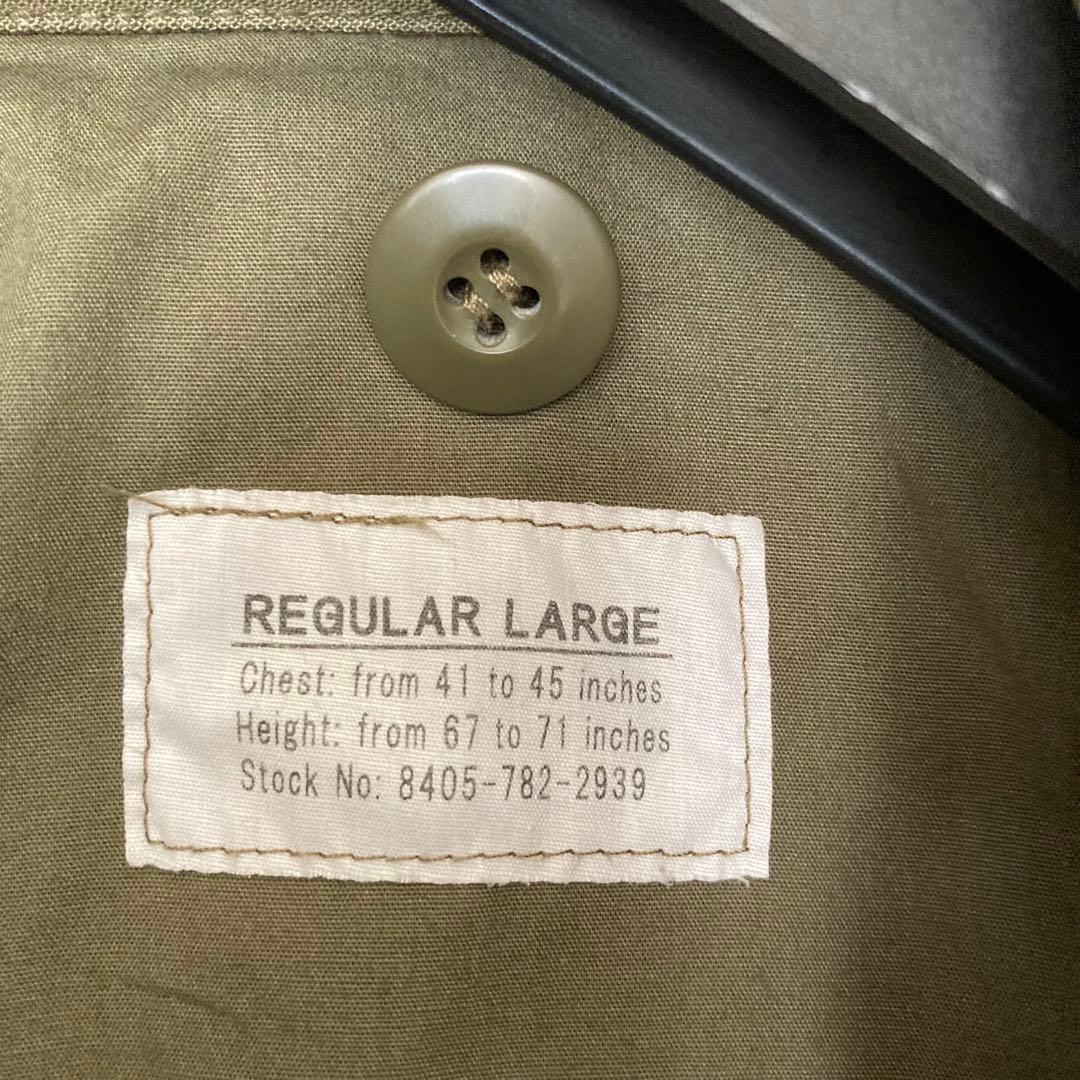 REGULAR LARGE
Chest: from 41 to 45 inches
Height: from 67 to 71 inches
Stock No: 8405-782-2939